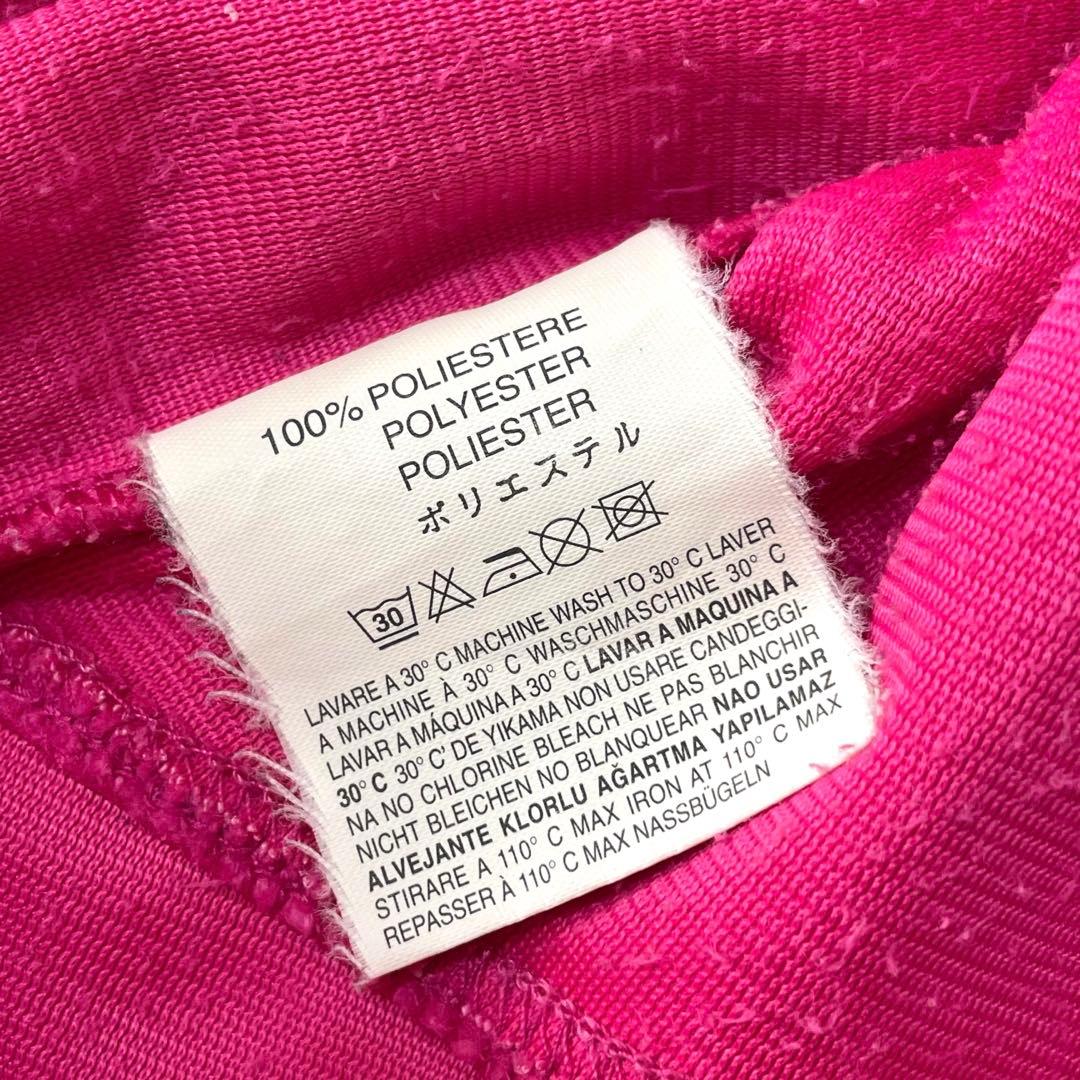 100% POLIESTERE
POLYESTER
POLIESTER
ポリエステル
30
LAVARE A 30° C MACHINE WASH TO 30° C LAVER
A MACHINE À 30° C WASCHMASCHINE 30° C
LAVAR A MÁQUINA A 30° C LAVAR A MAQUINA A
30° C 30° C' DE YIKAMA NON USARE CANDEGGI-
NA NO CHLORINE BLEACH NE PAS BLANCHIR
NICHT BLEICHEN NO BLANQUEAR NAO USAR
ALVEJANTE KLORLU AĞARTMA YAPILAMAZ
STIRARE A 110° C MAX IRON AT 110° C MAX
REPASSER À 110° C MAX NASSBÜGELN